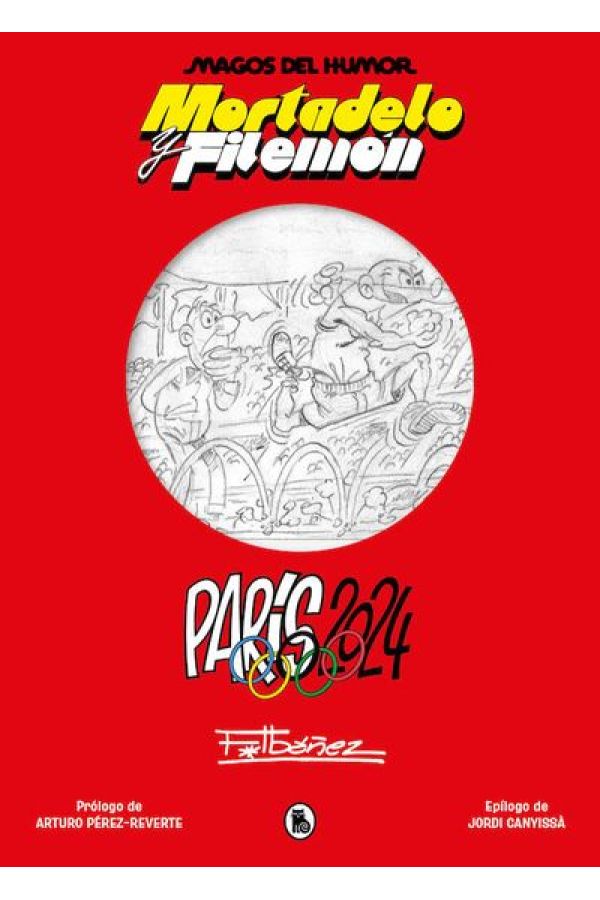 MAGOS DEL HUMOR
Mortadelo
y Filemón
PARÍS 2024
F. Ibáñez
Prólogo de
ARTURO PÉREZ-REVERTE
Epílogo de
JORDI CANYISSÀ